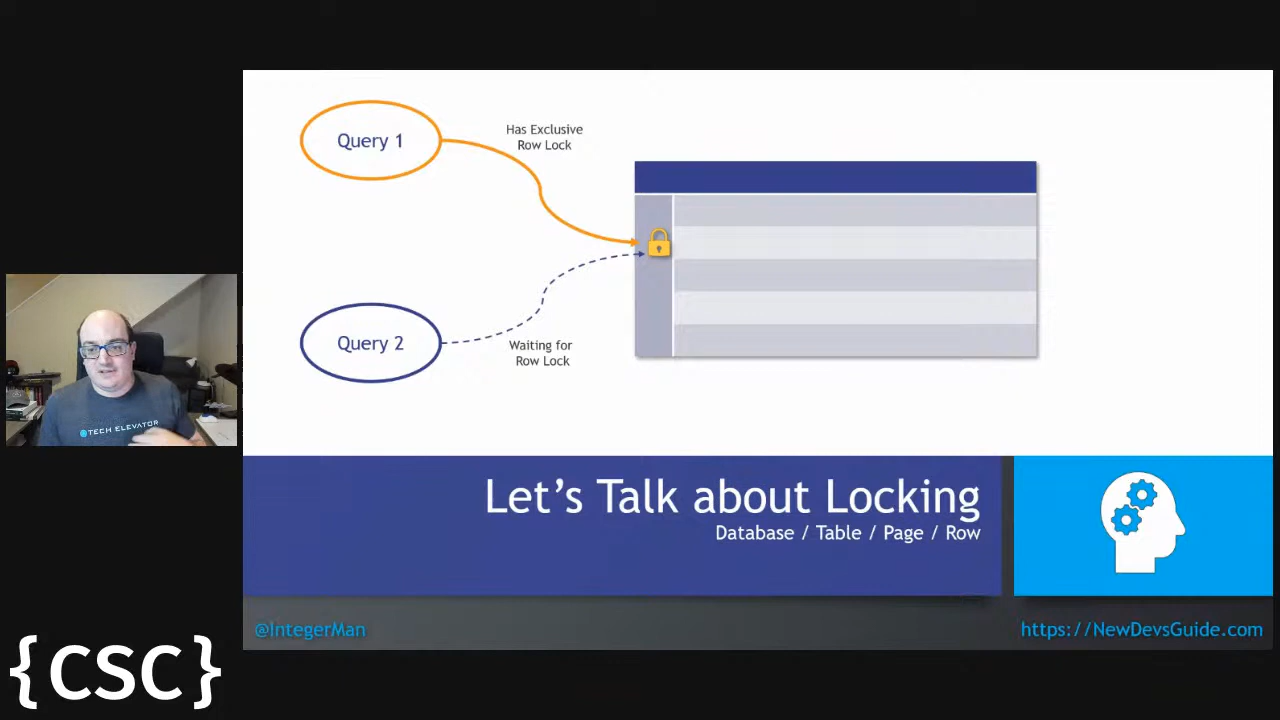 Query 1
Has Exclusive
Row Lock
Query 2
Waiting for
Row Lock
TECH ELEVATOR
Let's Talk about Locking
Database / Table / Page / Row
@IntegerMan
https://NewDevsGuide.com
{CSC}